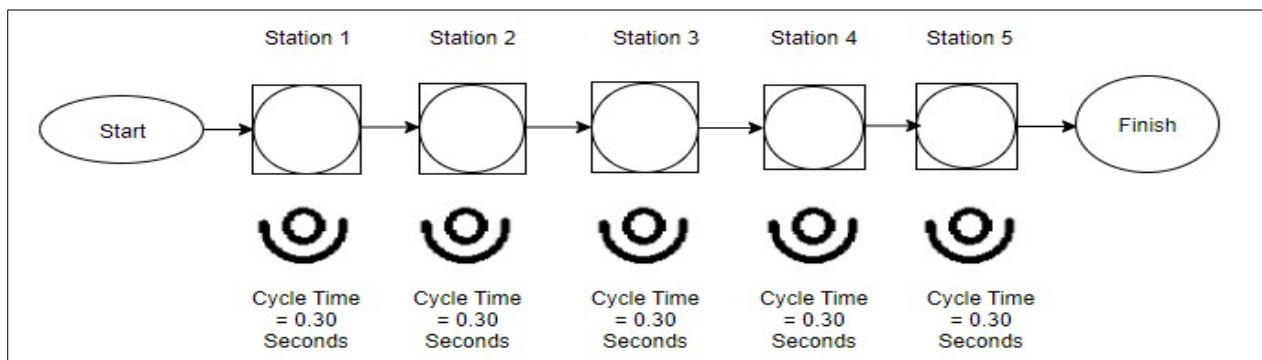 Station 1 Station 2 Station 3 Station 4 Station 5
Start Finish
Cycle Time Cycle Time Cycle Time Cycle Time Cycle Time
= 0.30 = 0.30 = 0.30 = 0.30 = 0.30
Seconds Seconds Seconds Seconds Seconds